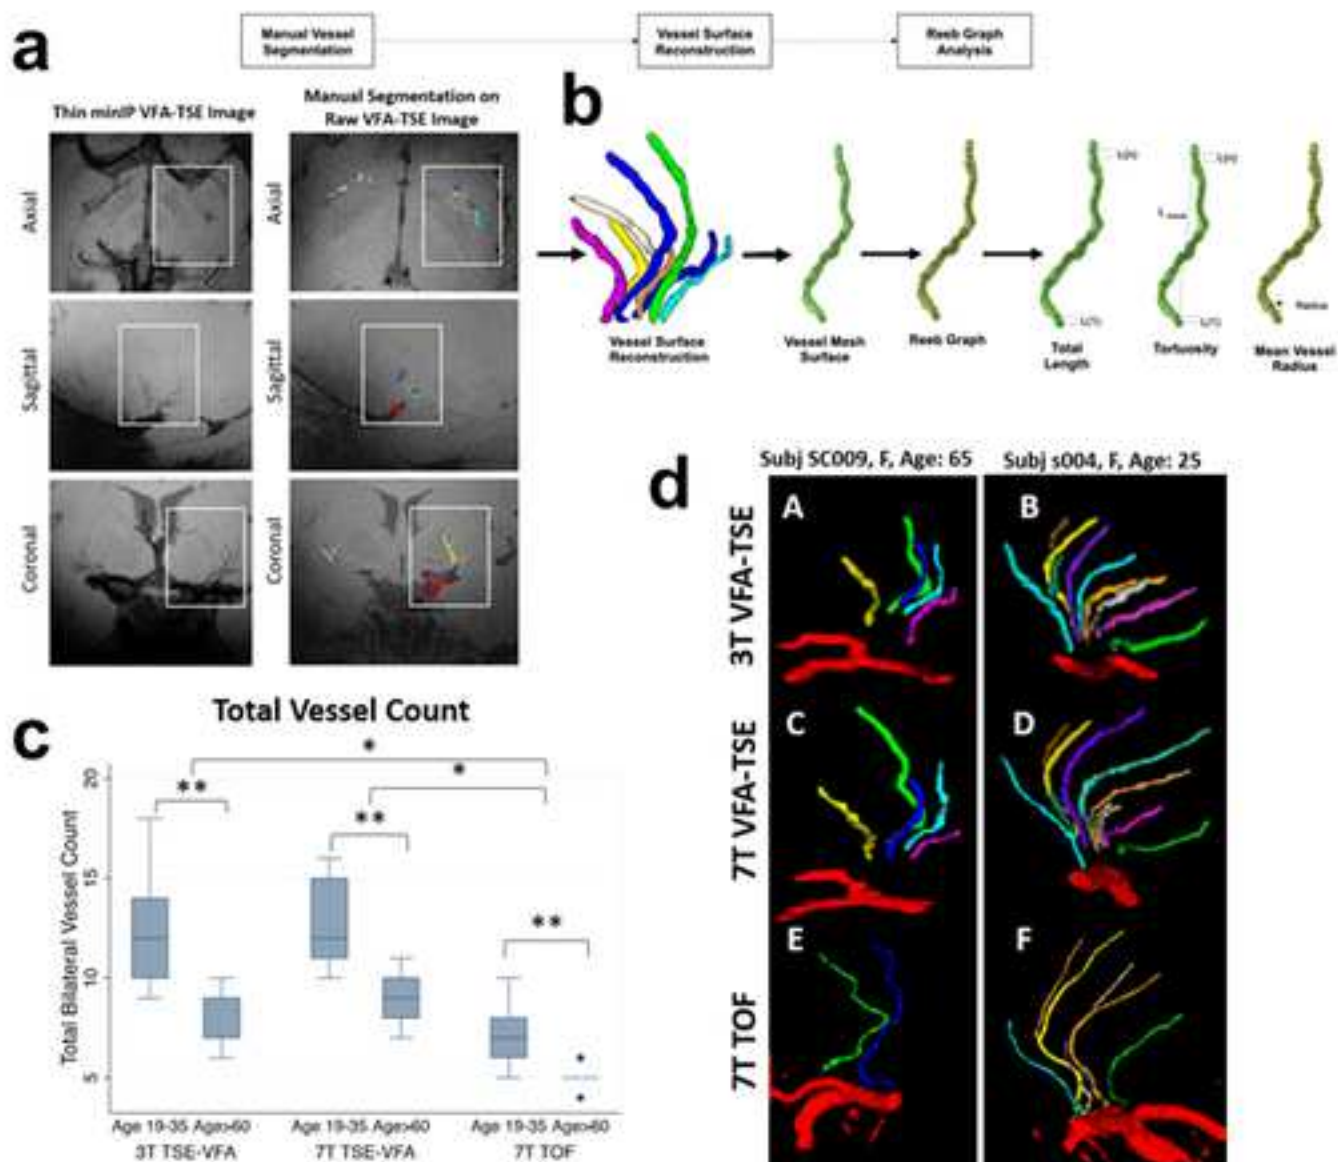 a
Manual Vessel
Segmentation
Vessel Surface
Reconstruction
Reeb Graph
Analysis
Thin minIP VFA-TSE Image
Manual Segmentation on
Raw VFA-TSE Image
Axial
Axial
Sagittal
Sagittal
Coronal
Coronal
b
Vessel Surface
Reconstruction
Vessel Mesh
Surface
Reeb Graph
Total
Length
Tortuosity
Mean Vessel
Radius
Radius
c
Total Vessel Count
Total Bilateral Vessel Count
20
15
10
5
*
*
**
**
**
Age 19-35 Age>60
3T TSE-VFA
Age 19-35 Age>60
7T TSE-VFA
Age 19-35 Age>60
7T TOF
d
Subj SC009, F, Age: 65
Subj s004, F, Age: 25
3T VFA-TSE
A
B
7T VFA-TSE
C
D
7T TOF
E
F